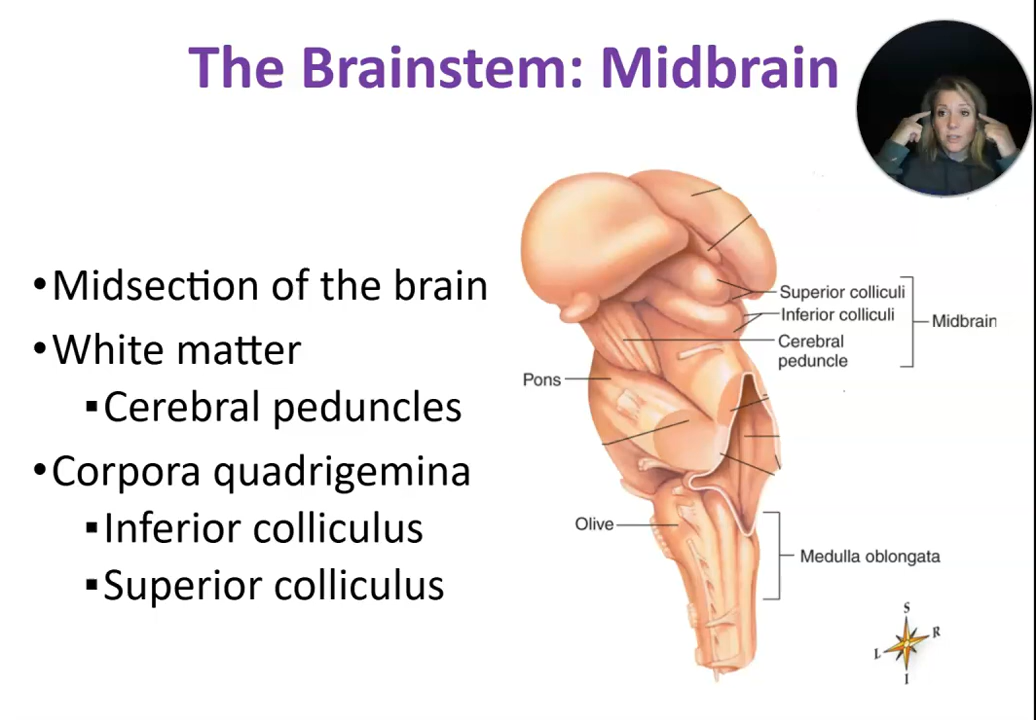 The Brainstem: Midbrain
•Midsection of the brain
•White matter
▪Cerebral peduncles
•Corpora quadrigemina
▪Inferior colliculus
▪Superior colliculus
Superior colliculi
Inferior colliculi
Cerebral
peduncle
Midbrain
Pons
Olive
Medulla oblongata
S
R
L
I